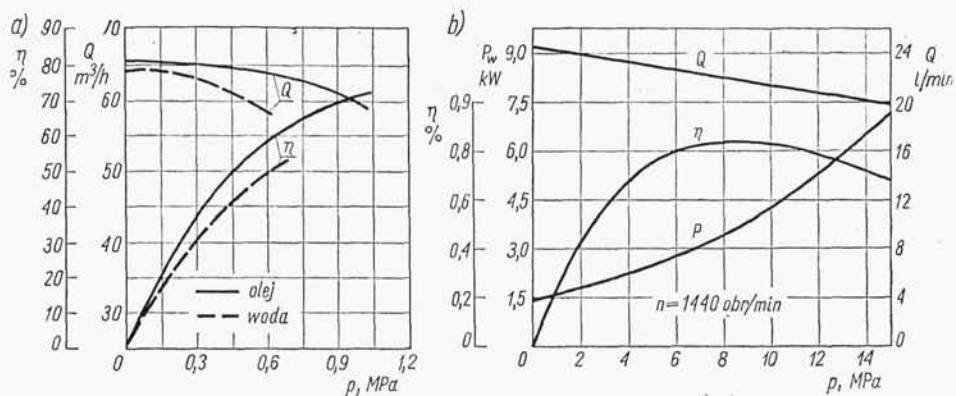 a)
η
%
90
80
70
60
50
40
30
20
10
0
Q
m³/h
70
60
50
40
30
Q
η
olej
woda
0 0,3 0,6 0,9 1,2
p, MPa
b)
P_w
kW
9,0
7,5
6,0
4,5
3,0
1,5
η
%
0,9
0,8
0,6
0,4
0,2
0
Q
η
P
n=1440 obr/min
Q
l/min
24
20
16
12
8
4
0
0 2 4 6 8 10 12 15
p, MPa